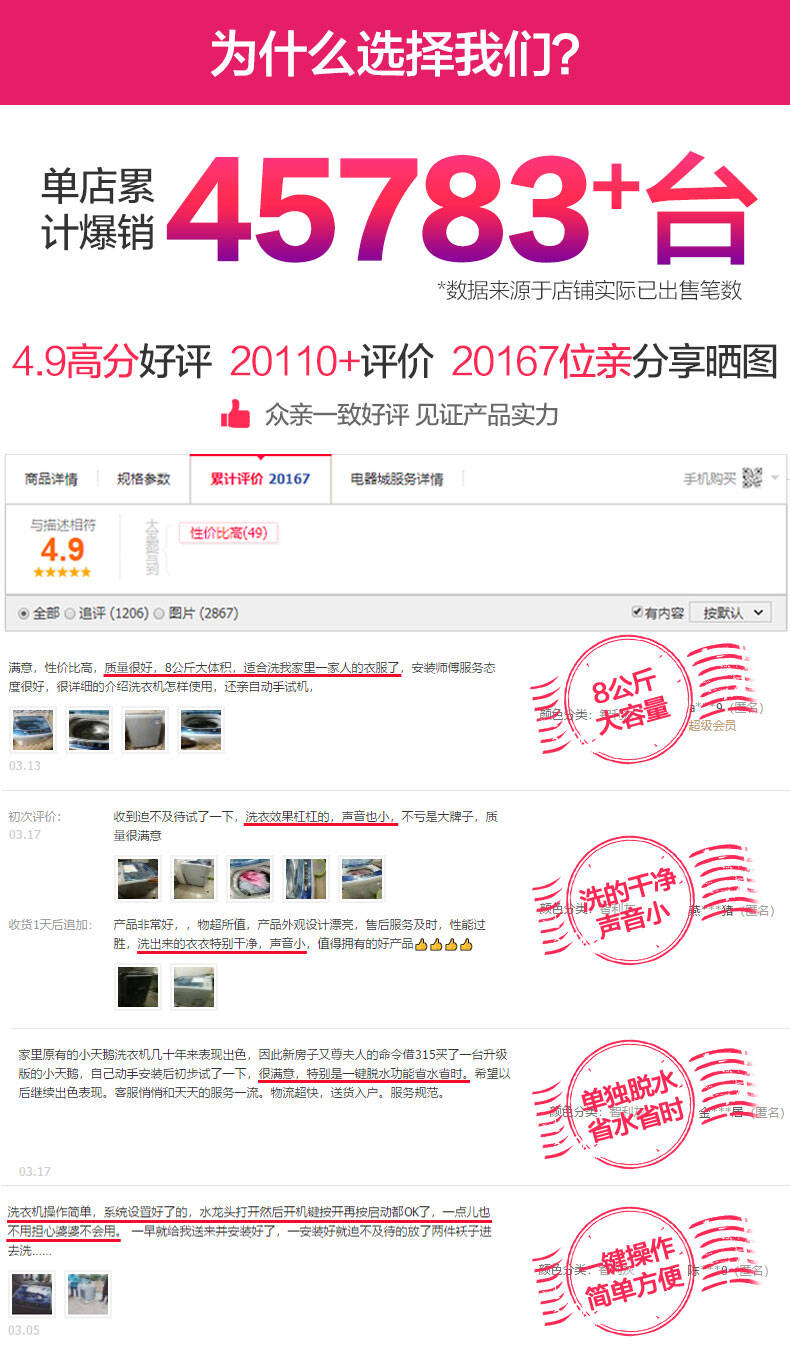 为什么选择我们?
单店累
计爆销
45783+台
*数据来源于店铺实际已出售笔数
4.9高分好评 20110+评价 20167位亲分享晒图
众亲一致好评 见证产品实力
商品详情 规格参数 累计评价 20167 电器城服务详情 手机购买
与描述相符
4.9
大家都写到
性价比高(49)
全部 追评 (1206) 图片 (2867) 有内容 按默认
满意，性价比高，质量很好，8公斤大体积，适合洗我家里一家人的衣服了，安装师傅服务态
度很好，很详细的介绍洗衣机怎样使用，还亲自动手试机，
03.13
8公斤
大容量
颜色分类：智利
a***9 (匿名)
超级会员
初次评价：
03.17
收到迫不及待试了一下，洗衣效果杠杠的，声音也小，不亏是大牌子，质
量很满意
收货1天后追加：
产品非常好，，物超所值，产品外观设计漂亮，售后服务及时，性能过
胜，洗出来的衣衣特别干净，声音小，值得拥有的好产品👍👍👍👍
洗的干净
声音小
颜色分类：智利灰
燕***猪 (匿名)
家里原有的小天鹅洗衣机几十年来表现出色，因此新房子又尊夫人的命令借315买了一台升级
版的小天鹅，自己动手安装后初步试了一下，很满意，特别是一键脱水功能省水省时。希望以
后继续出色表现。客服悄悄和天天的服务一流。物流超快，送货入户。服务规范。
03.17
单独脱水
省水省时
颜色分类：智利灰
金***居 (匿名)
洗衣机操作简单，系统设置好了的，水龙头打开然后开机键按开再按启动都OK了，一点儿也
不用担心婆婆不会用。 一早就给我送来并安装好了，一安装好就迫不及待的放了两件袄子进
去洗......
03.05
一键操作
简单方便
颜色分类：智利灰
陈***9 (匿名)